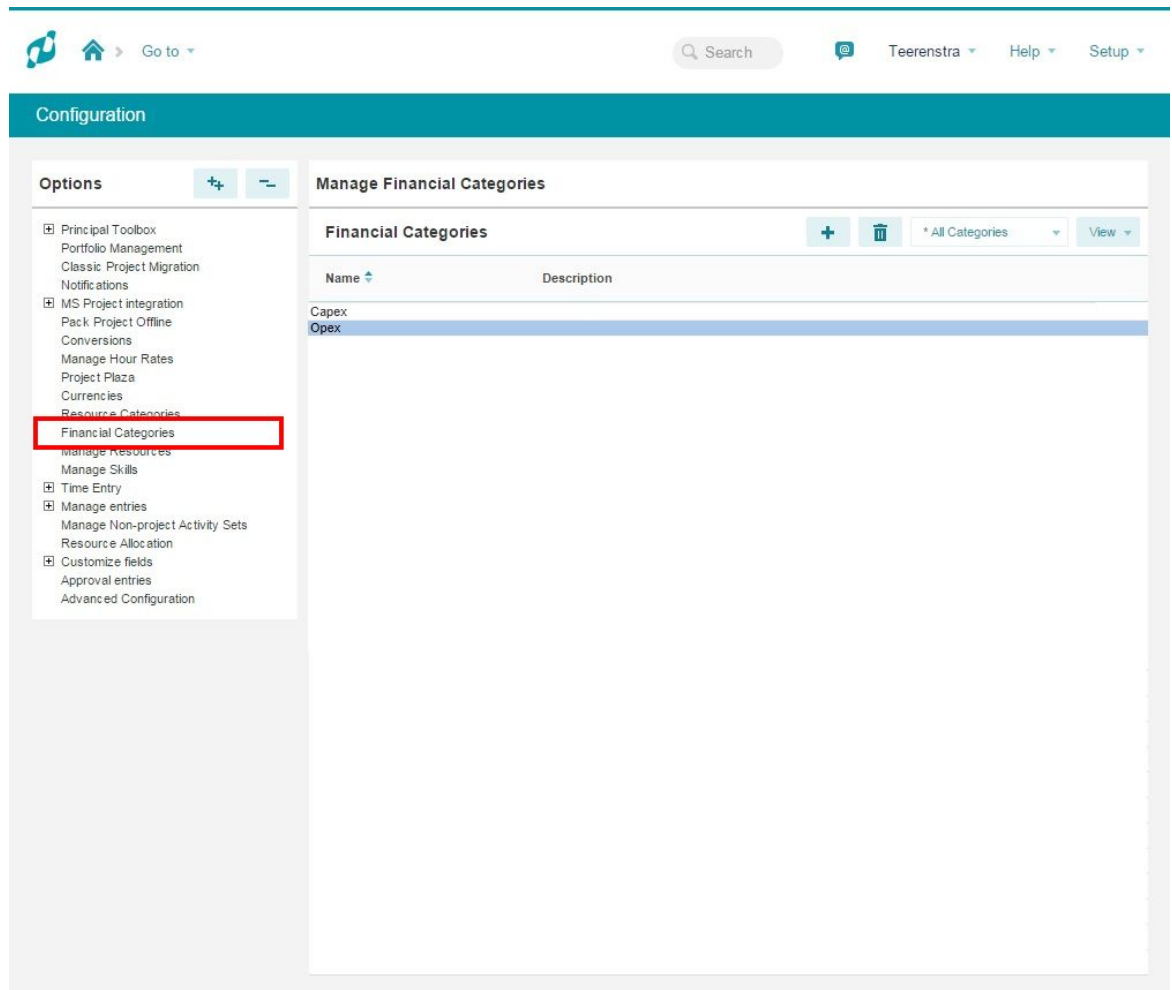 Go to
Search
Teerenstra
Help
Setup
Configuration
Options
Principal Toolbox
Portfolio Management
Classic Project Migration
Notifications
MS Project integration
Pack Project Offline
Conversions
Manage Hour Rates
Project Plaza
Currencies
Resource Categories
Financial Categories
Manage Resources
Manage Skills
Time Entry
Manage entries
Manage Non-project Activity Sets
Resource Allocation
Customize fields
Approval entries
Advanced Configuration
Manage Financial Categories
Financial Categories
* All Categories
View
Name
Description
Capex
Opex